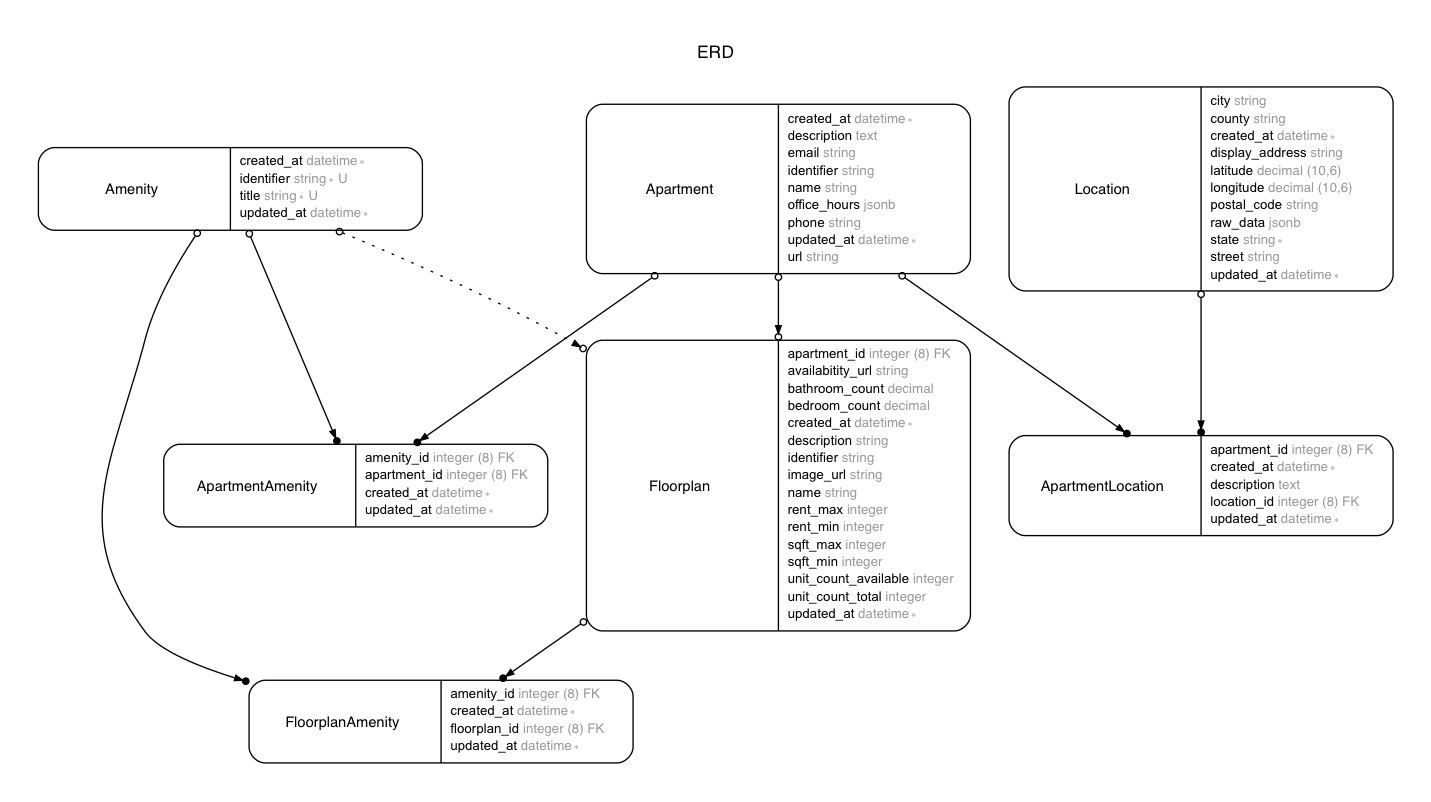 ERD
Amenity
created_at datetime *
identifier string * U
title string * U
updated_at datetime *
Apartment
created_at datetime *
description text
email string
identifier string
name string
office_hours jsonb
phone string
updated_at datetime *
url string
Location
city string
county string
created_at datetime *
display_address string
latitude decimal (10,6)
longitude decimal (10,6)
postal_code string
raw_data jsonb
state string *
street string
updated_at datetime *
ApartmentAmenity
amenity_id integer (8) FK
apartment_id integer (8) FK
created_at datetime *
updated_at datetime *
Floorplan
apartment_id integer (8) FK
availabitity_url string
bathroom_count decimal
bedroom_count decimal
created_at datetime *
description string
identifier string
image_url string
name string
rent_max integer
rent_min integer
sqft_max integer
sqft_min integer
unit_count_available integer
unit_count_total integer
updated_at datetime *
ApartmentLocation
apartment_id integer (8) FK
created_at datetime *
description text
location_id integer (8) FK
updated_at datetime *
FloorplanAmenity
amenity_id integer (8) FK
created_at datetime *
floorplan_id integer (8) FK
updated_at datetime *